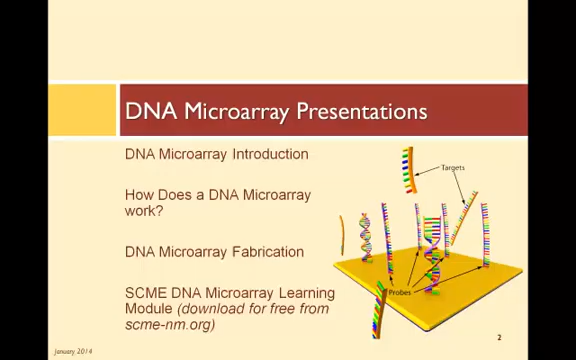 DNA Microarray Presentations
DNA Microarray Introduction
How Does a DNA Microarray
work?
DNA Microarray Fabrication
SCME DNA Microarray Learning
Module (download for free from
scme-nm.org)
Targets
Probes
2
January 2014